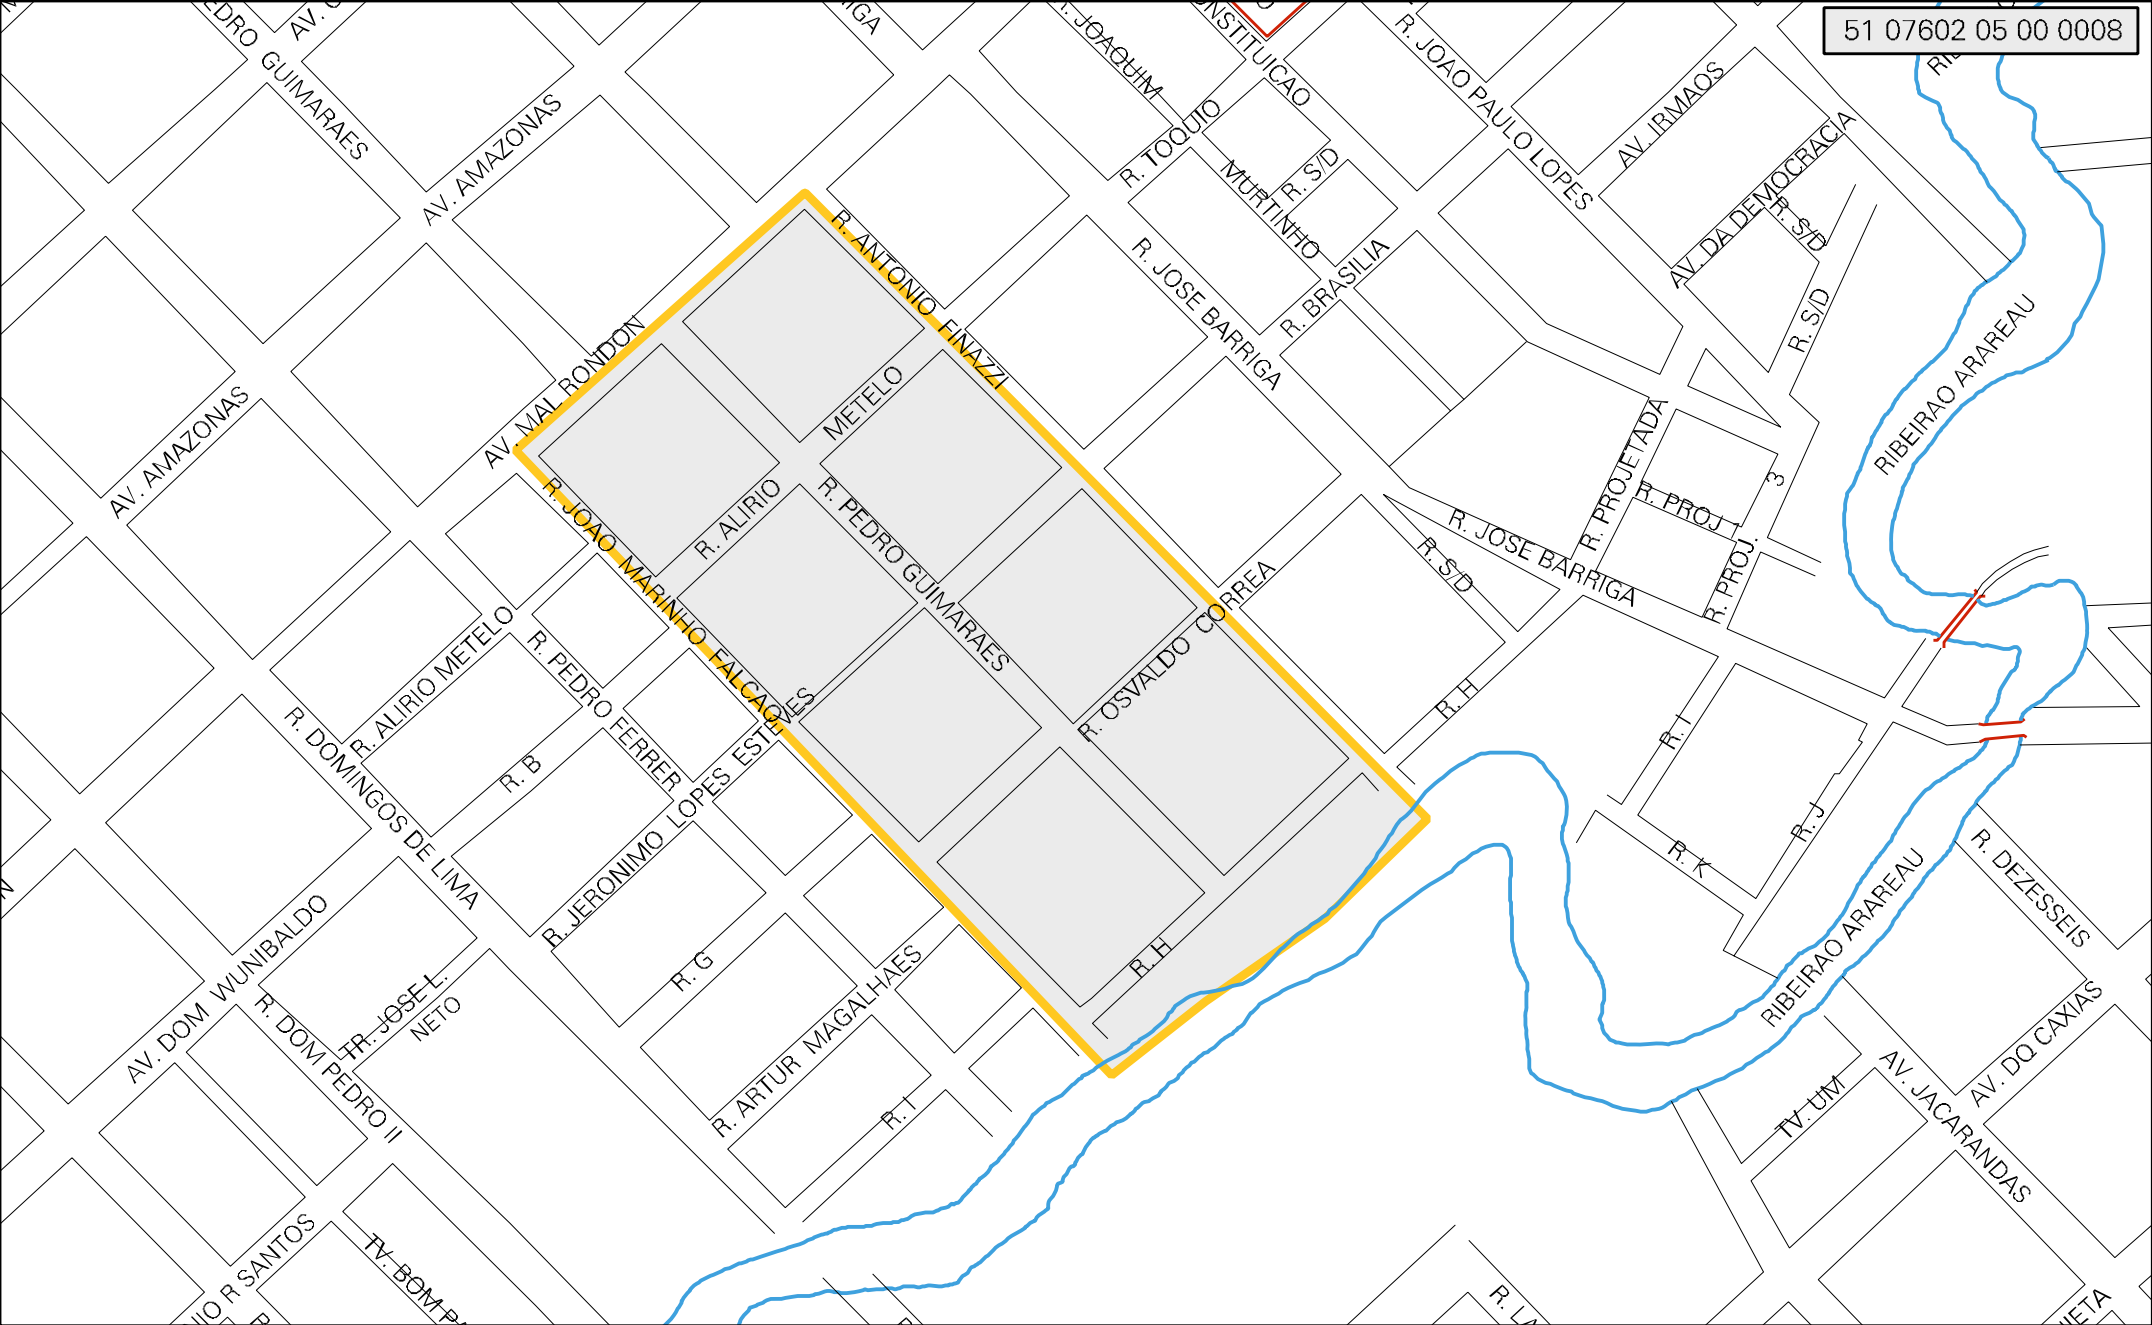 51 07602 05 00 0008
PEDRO GUIMARAES
AV. AMAZONAS
R. JOAQUIM
MURTINHO
CONSTITUICAO
R. TOQUIO
R. S/D
R. JOAO PAULO LOPES
AV. IRMAOS
AV. DA DEMOCRACA
R. S/D
R. S/D
R. ANTONIO FINAZZI
R. JOSE BARRIGA
R. BRASILIA
RIBEIRAO ARAREAU
AV. MAL RONDON
AV. AMAZONAS
METELO
R. ALIRIO
R. PEDRO GUIMARAES
R. JOAO MARINHO FALCAO
R. OSVALDO CORREA
R. JOSE BARRIGA
R. S/D
R. PROJETADA
R. PROJ 1
R. PROJ. 3
R. ALIRIO METELO
R. PEDRO FERRER
R. B
R. JERONIMO LOPES ESTEVES
R. DOMINGOS DE LIMA
R. H
R. I
R. J
R. K
R. DEZESSEIS
RIBEIRAO ARAREAU
AV. DOM WUNIBALDO
R. DOM PEDRO II
TR. JOSE L.
NETO
R. G
R. ARTUR MAGALHAES
R. I
R. H
AV. DQ CAXIAS
AV. JACARANDAS
TV. UM
R SANTOS
TV. BOM